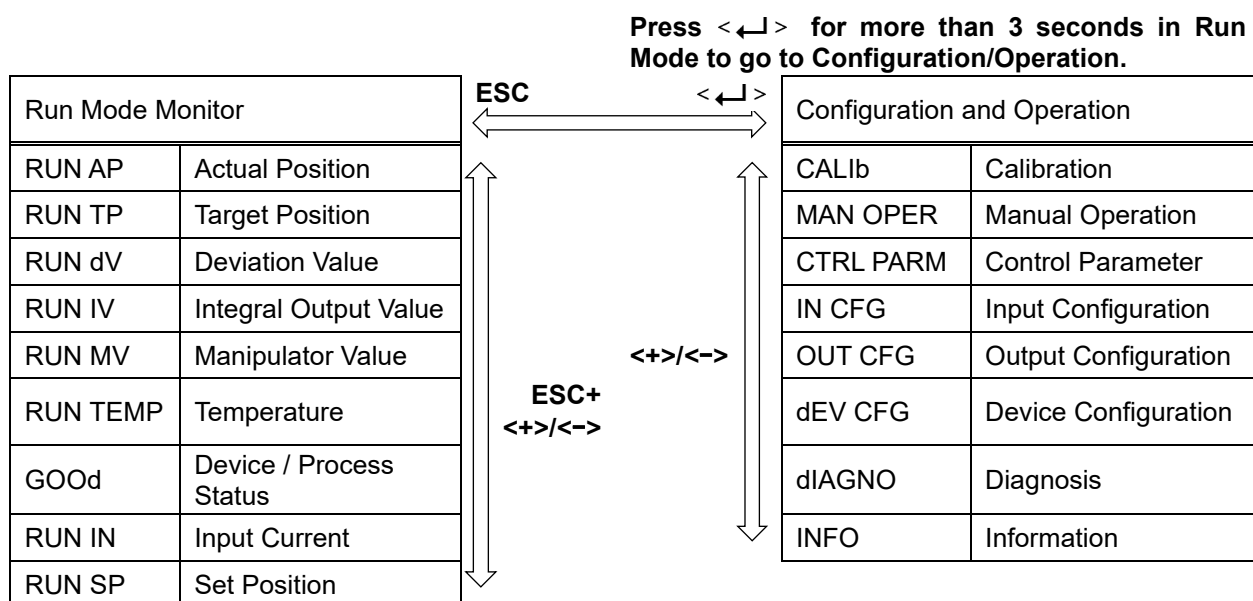 Press <↵> for more than 3 seconds in Run
Mode to go to Configuration/Operation.
ESC <↵>
Run Mode Monitor
RUN AP Actual Position
RUN TP Target Position
RUN dV Deviation Value
RUN IV Integral Output Value
RUN MV Manipulator Value
RUN TEMP Temperature
GOOd Device / Process
Status
RUN IN Input Current
RUN SP Set Position
ESC+
<+>/<−>
<+>/<−>
Configuration and Operation
CALIb Calibration
MAN OPER Manual Operation
CTRL PARM Control Parameter
IN CFG Input Configuration
OUT CFG Output Configuration
dEV CFG Device Configuration
dIAGNO Diagnosis
INFO Information